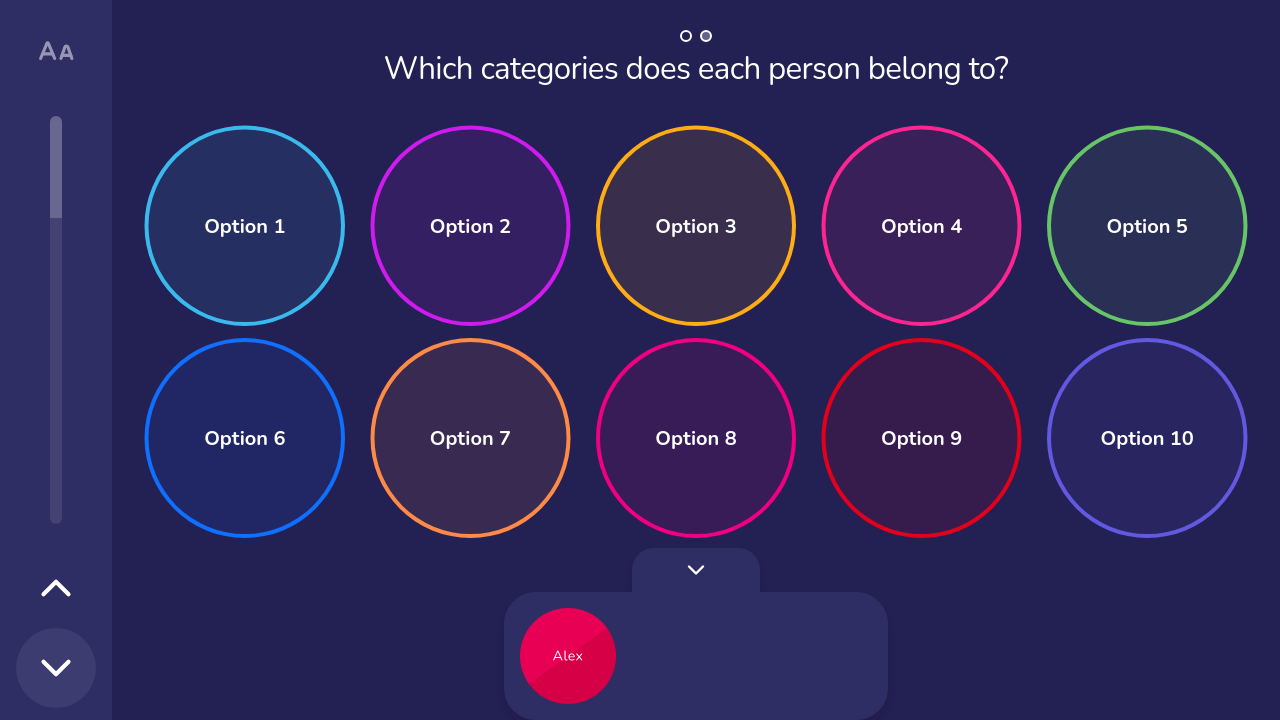 AA
Which categories does each person belong to?
Option 1
Option 2
Option 3
Option 4
Option 5
Option 6
Option 7
Option 8
Option 9
Option 10
Alex